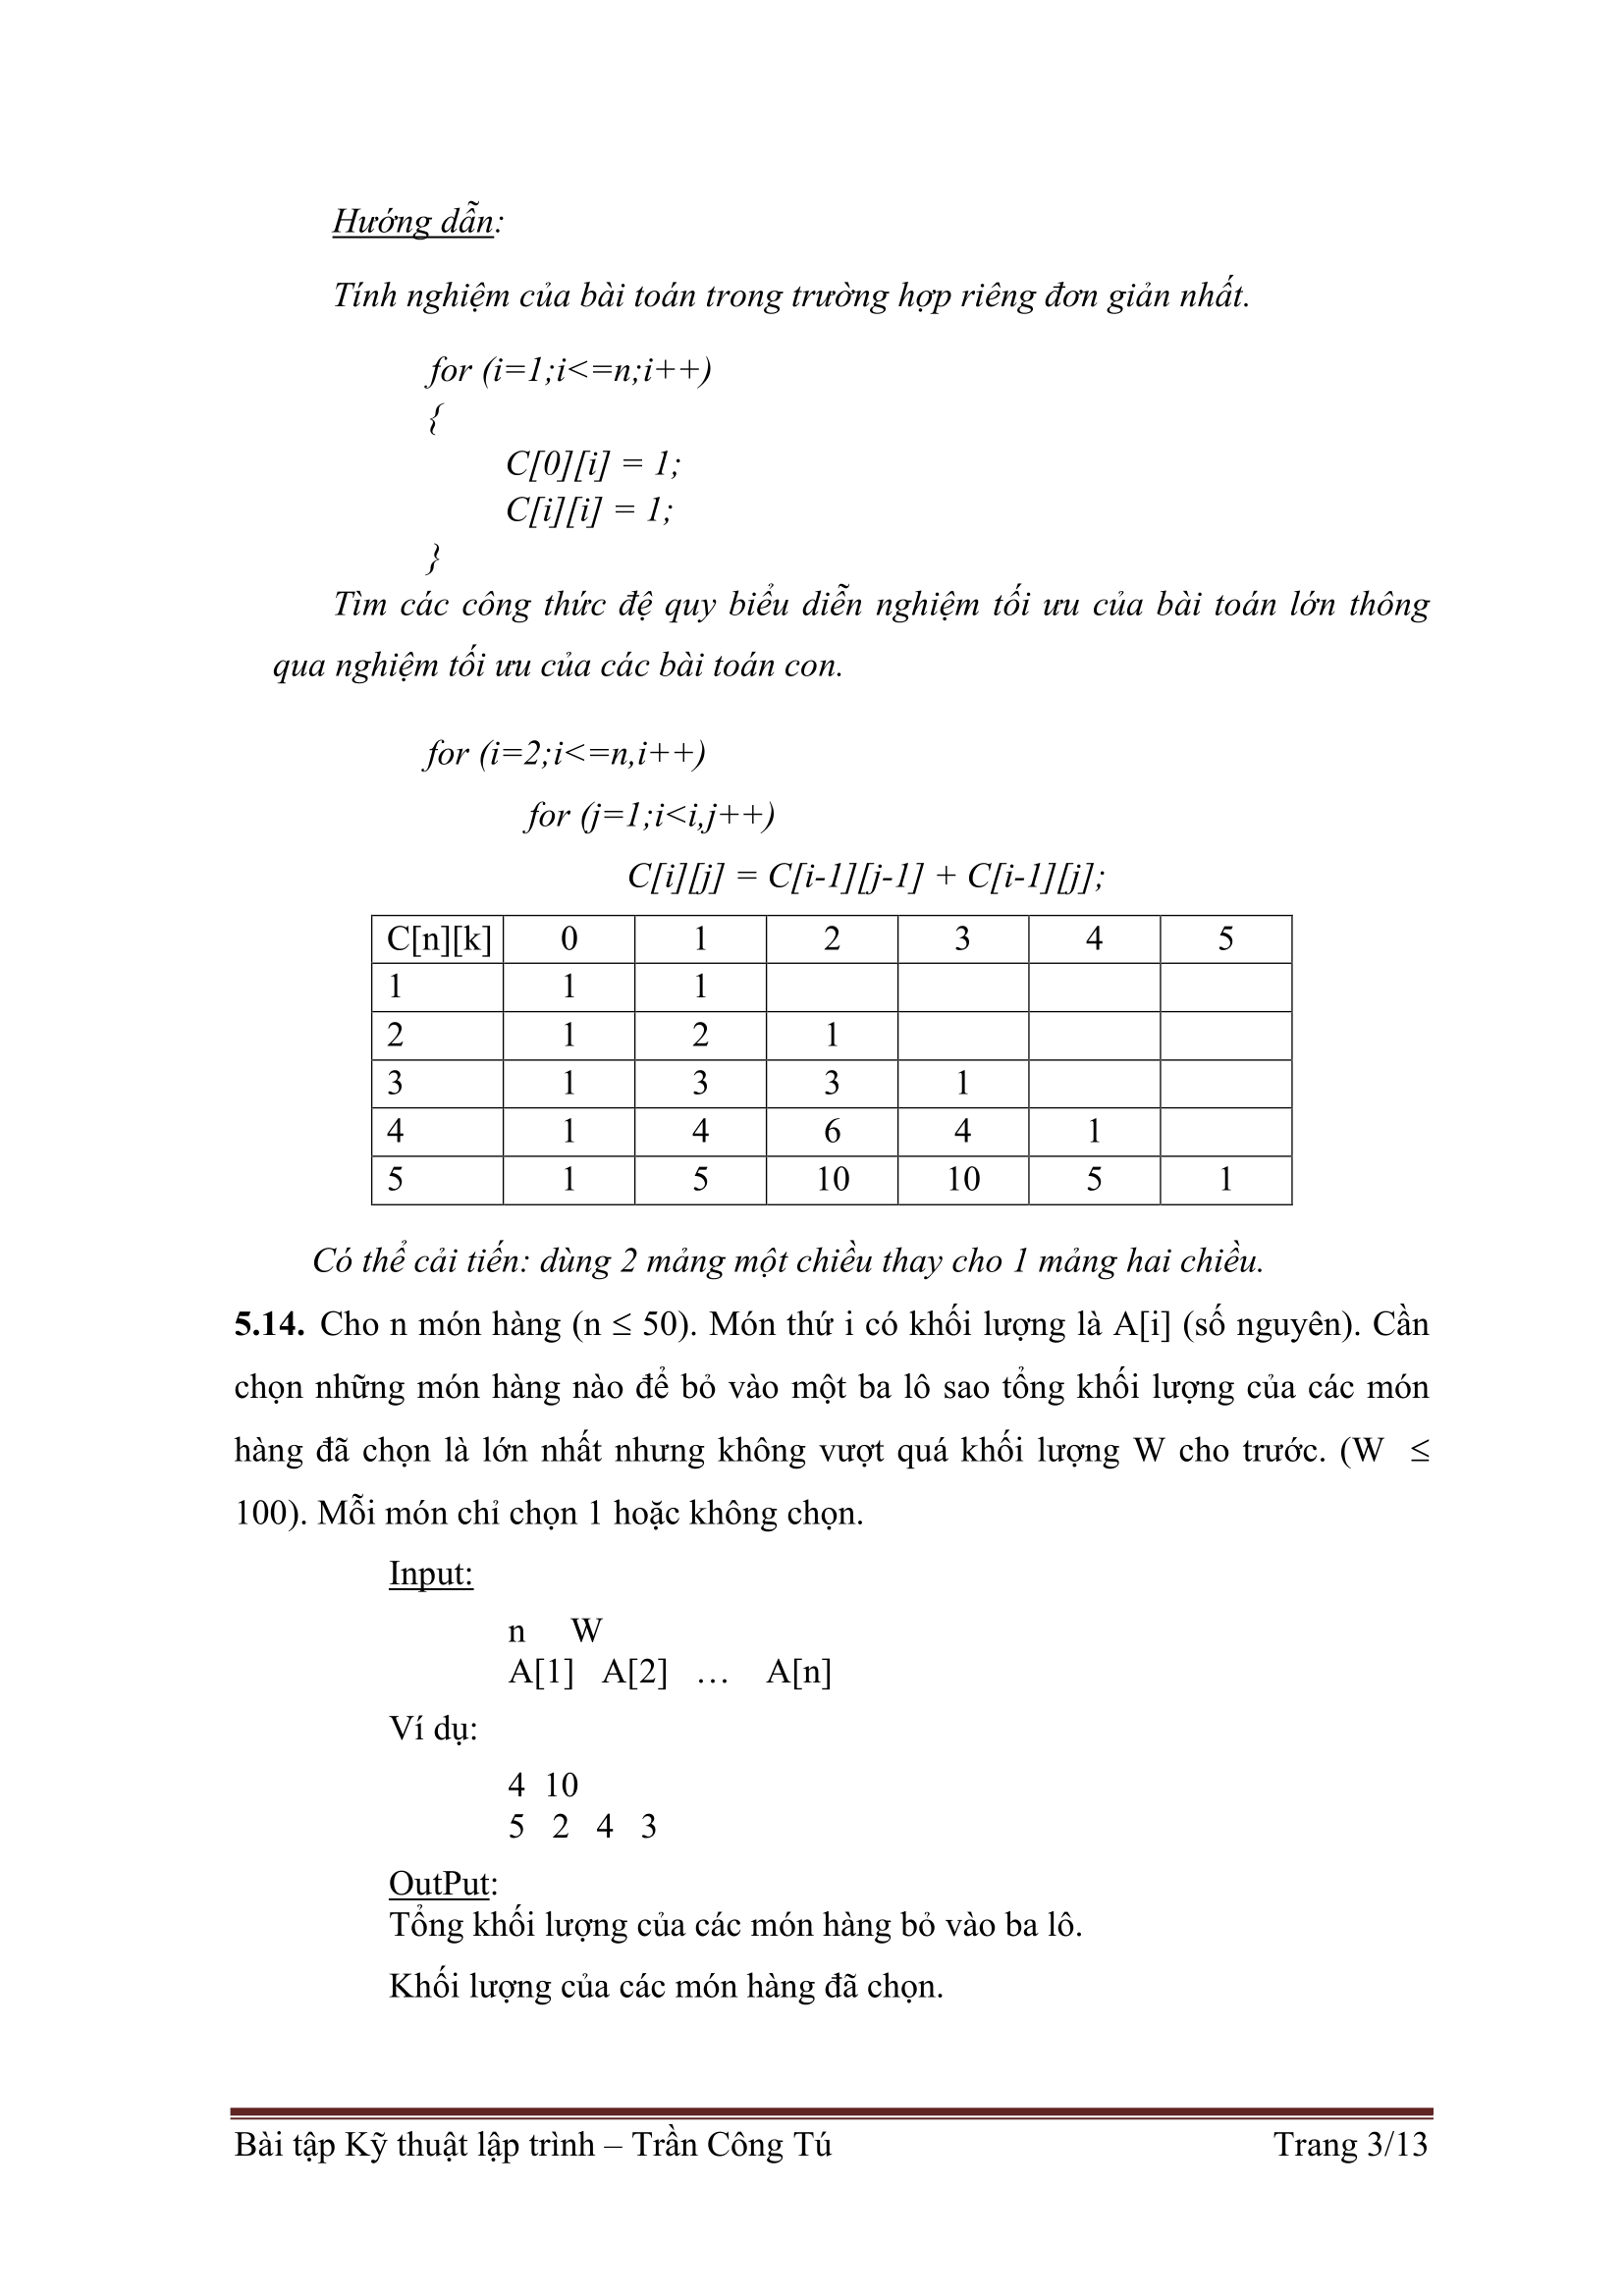 Hướng dẫn:
Tính nghiệm của bài toán trong trường hợp riêng đơn giản nhất.
for (i=1;i<=n;i++)
{
C[0][i] = 1;
C[i][i] = 1;
}
Tìm các công thức đệ quy biểu diễn nghiệm tối ưu của bài toán lớn thông
qua nghiệm tối ưu của các bài toán con.
for (i=2;i<=n,i++)
for (j=1;i<i,j++)
C[i][j] = C[i-1][j-1] + C[i-1][j];
C[n][k] 0 1 2 3 4 5
1 1 1
2 1 2 1
3 1 3 3 1
4 1 4 6 4 1
5 1 5 10 10 5 1
Có thể cải tiến: dùng 2 mảng một chiều thay cho 1 mảng hai chiều.
5.14. Cho n món hàng (n ≤ 50). Món thứ i có khối lượng là A[i] (số nguyên). Cần
chọn những món hàng nào để bỏ vào một ba lô sao tổng khối lượng của các món
hàng đã chọn là lớn nhất nhưng không vượt quá khối lượng W cho trước. (W ≤
100). Mỗi món chỉ chọn 1 hoặc không chọn.
Input:
n W
A[1] A[2] … A[n]
Ví dụ:
4 10
5 2 4 3
OutPut:
Tổng khối lượng của các món hàng bỏ vào ba lô.
Khối lượng của các món hàng đã chọn.
Bài tập Kỹ thuật lập trình – Trần Công Tú Trang 3/13